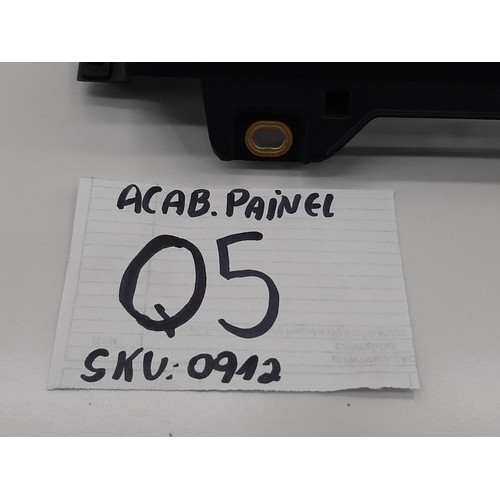 ACAB. PAINEL
Q5
SKU: 0912